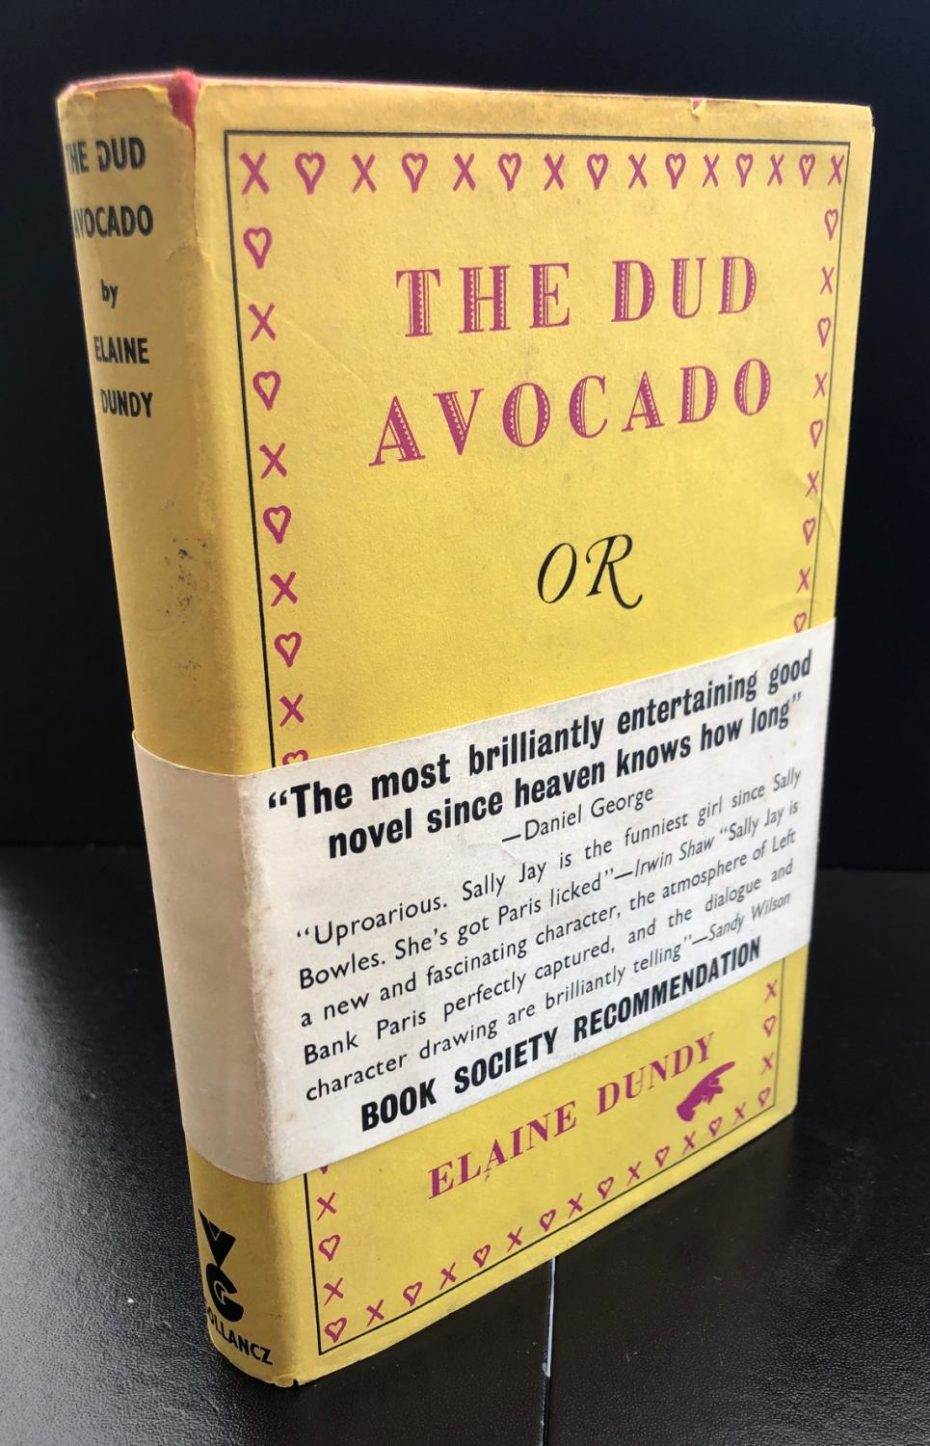 THE DUD
AVOCADO
by
ELAINE
DUNDY
VG
GOLLANCZ
THE DUD
AVOCADO
OR
“The most brilliantly entertaining good
novel since heaven knows how long”
—Daniel George
“Uproarious. Sally Jay is the funniest girl since Sally
Bowles. She's got Paris licked”—Irwin Shaw “Sally Jay is
a new and fascinating character, the atmosphere of Left
Bank Paris perfectly captured, and the dialogue and
character drawing are brilliantly telling”—Sandy Wilson
BOOK SOCIETY RECOMMENDATION
ELAINE DUNDY